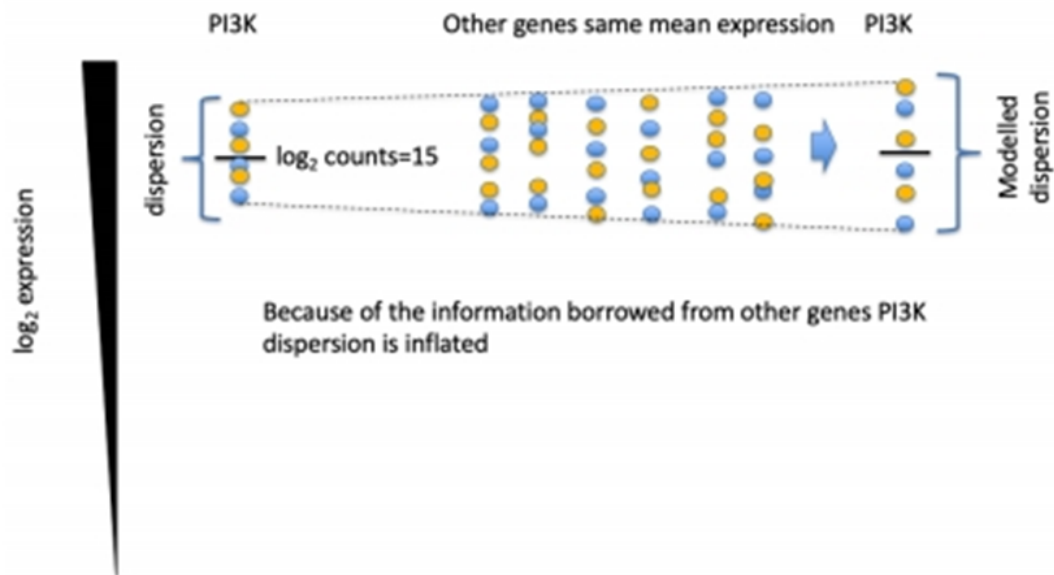 PI3K
Other genes same mean expression
PI3K
dispersion
log₂ counts=15
Modelled
dispersion
log₂ expression
Because of the information borrowed from other genes PI3K
dispersion is inflated